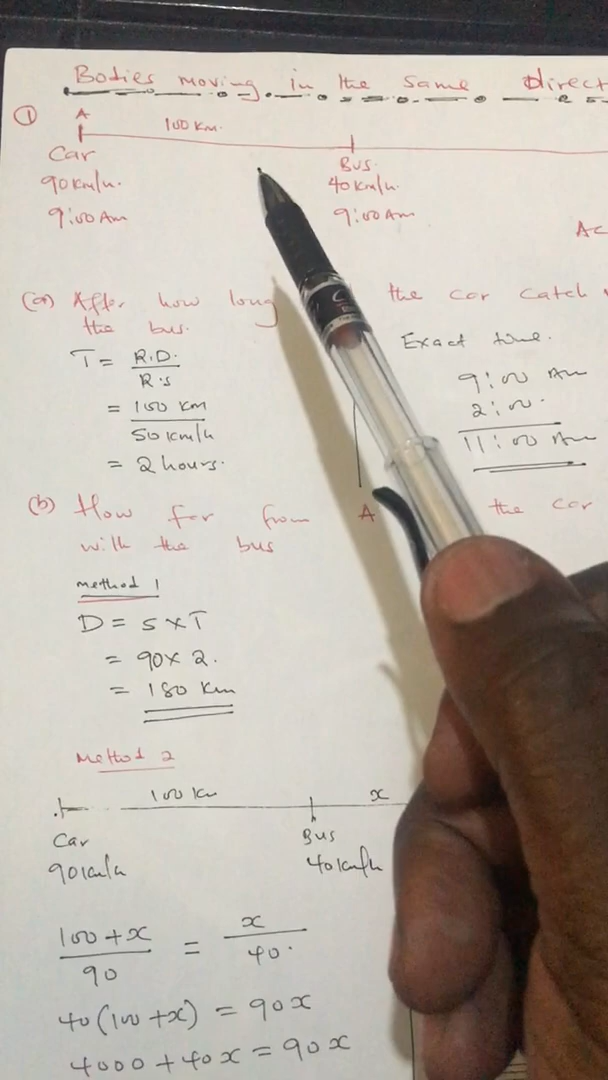 Bodies moving in the same Direct
① A
100 km.
Car Bus.
90km/h. 40km/h.
9:00 Am 9:00 Am
Ac
(a) After how long the car catch
the bus.
T = R.D.
R.s
= 100 km
50 km/h
= 2 hours.
Exact time.
9:00 Am
2:00.
11:00 Am
(b) How far from A the car
with the bus
method 1
D = S x T
= 90 x 2.
= 180 km
Method 2
100 km x
Car Bus
90km/h 40km/h
100 + x = x
90 40.
40(100 + x) = 90x
4000 + 40x = 90x